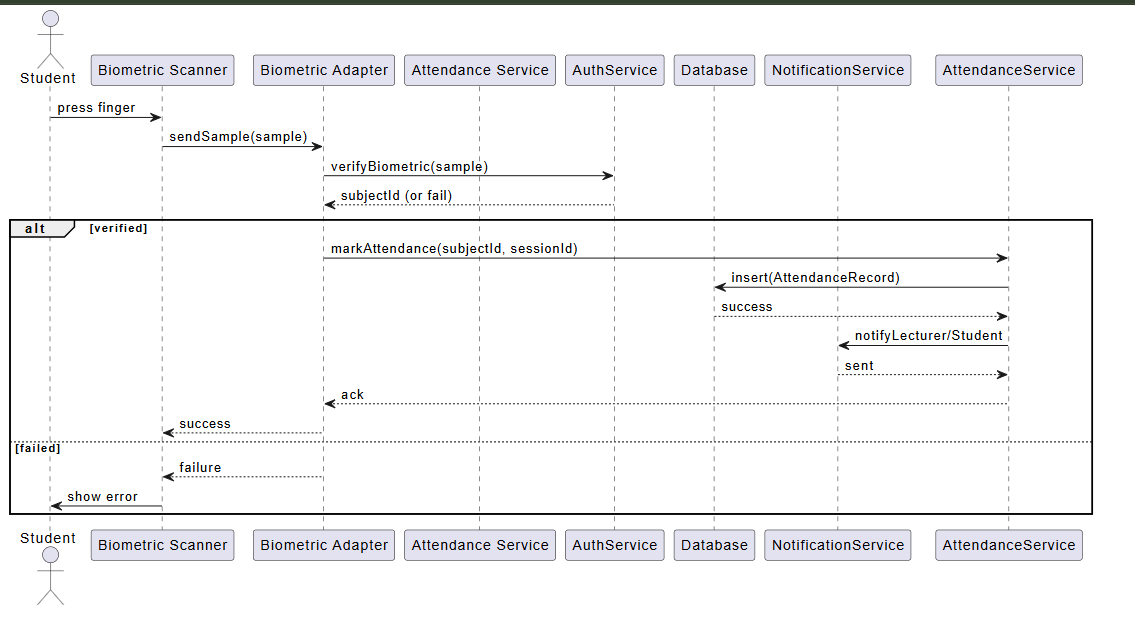 Student
Biometric Scanner
Biometric Adapter
Attendance Service
AuthService
Database
NotificationService
AttendanceService
press finger
sendSample(sample)
verifyBiometric(sample)
subjectId (or fail)
alt
[verified]
markAttendance(subjectId, sessionId)
insert(AttendanceRecord)
success
notifyLecturer/Student
sent
ack
success
[failed]
failure
show error
Student
Biometric Scanner
Biometric Adapter
Attendance Service
AuthService
Database
NotificationService
AttendanceService